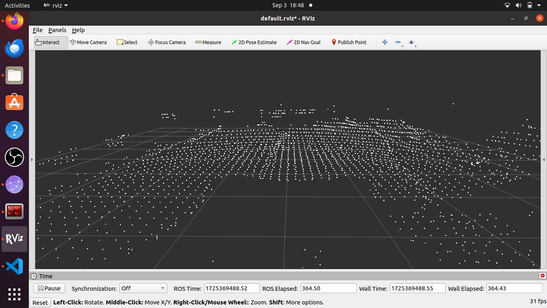 Activities rviz Sep 3 18:48
default.rviz* - RViz
File Panels Help
Interact Move Camera Select Focus Camera Measure 2D Pose Estimate 2D Nav Goal Publish Point
RViz
Time
Pause Synchronization: Off ROS Time: 1725369488.52 ROS Elapsed: 364.50 Wall Time: 1725369488.55 Wall Elapsed: 364.43
Reset Left-Click: Rotate. Middle-Click: Move X/Y. Right-Click/Mouse Wheel: Zoom. Shift: More options. 31 fps